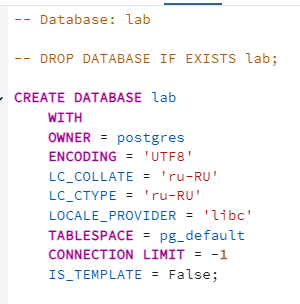 -- Database: lab
-- DROP DATABASE IF EXISTS lab;
CREATE DATABASE lab
WITH
OWNER = postgres
ENCODING = 'UTF8'
LC_COLLATE = 'ru-RU'
LC_CTYPE = 'ru-RU'
LOCALE_PROVIDER = 'libc'
TABLESPACE = pg_default
CONNECTION LIMIT = -1
IS_TEMPLATE = False;